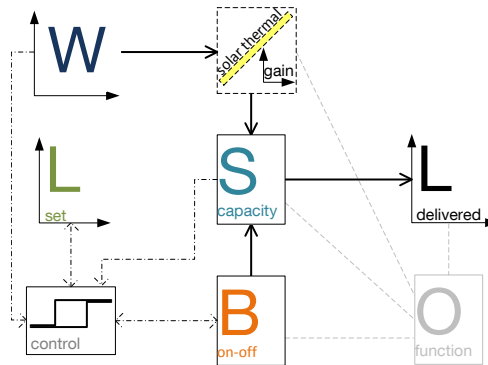 W
solar thermal
gain
L
set
S
capacity
L
delivered
control
B
on-off
O
function